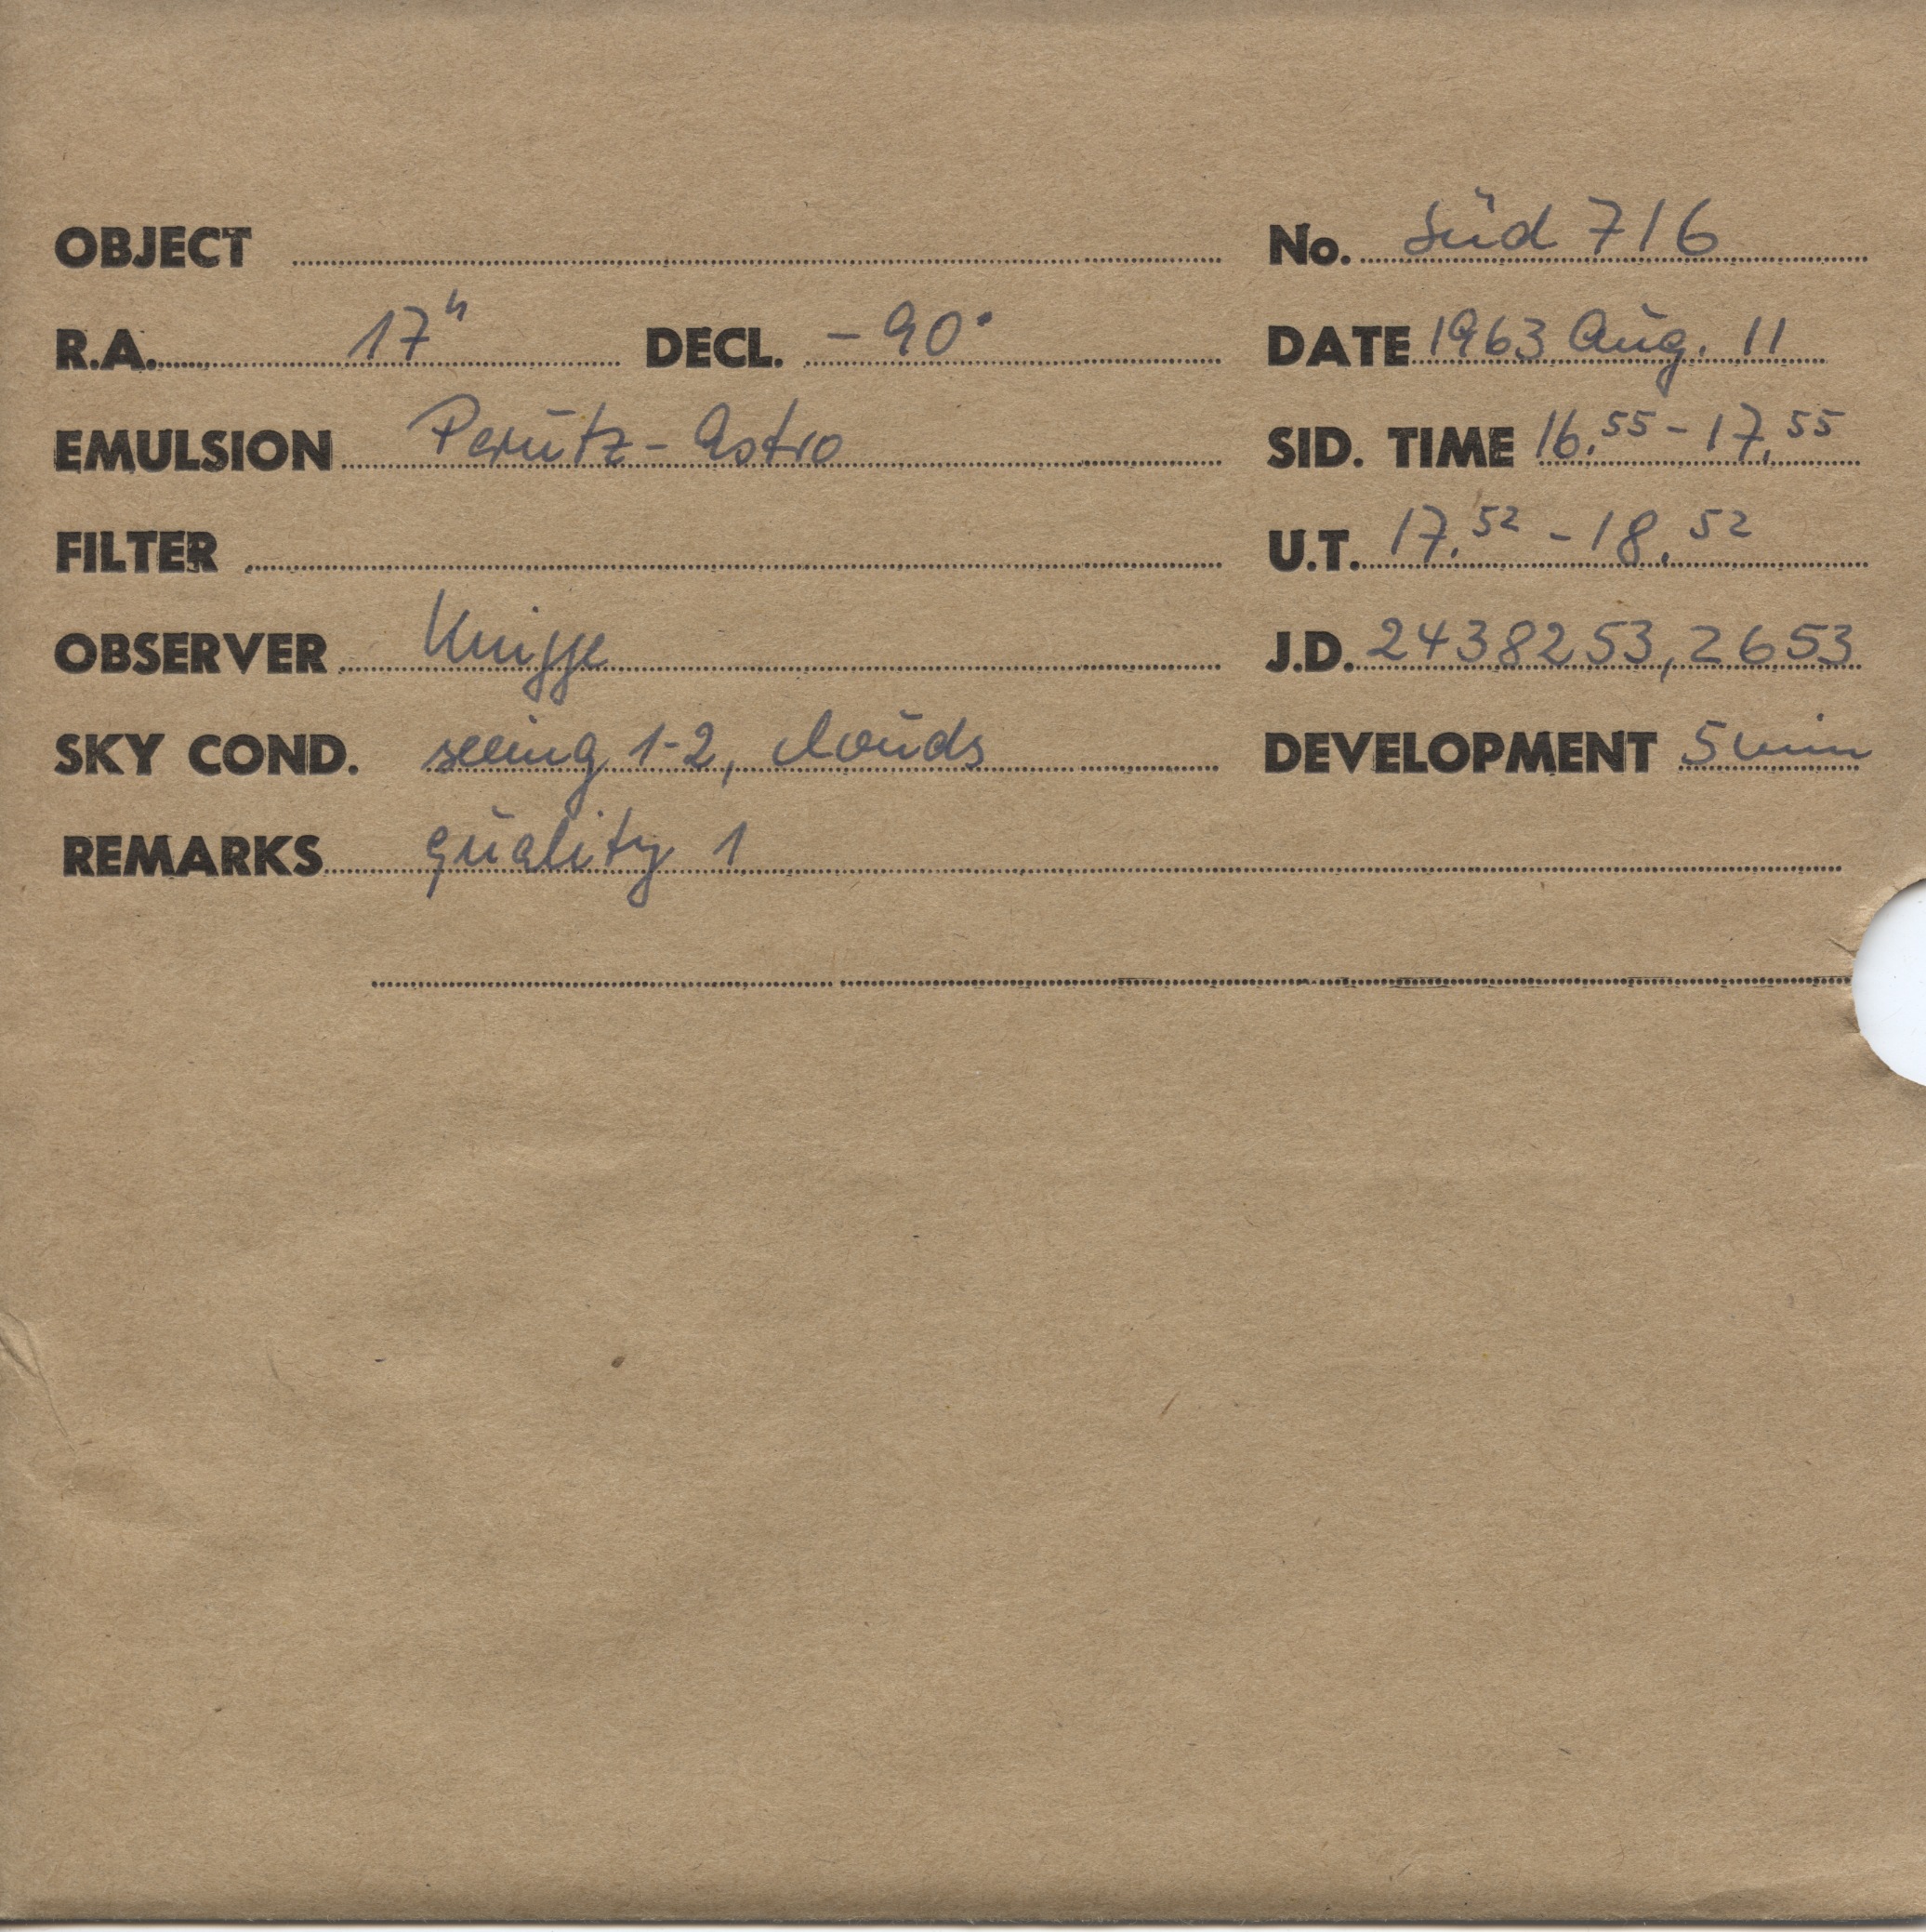 OBJECT No. Süd 716
R.A. 17h DECL. -90° DATE 1963 Aug. 11
EMULSION Perutz-Astro SID. TIME 16.55-17.55
FILTER U.T. 17.52-18.52
OBSERVER Knigge J.D. 2438253,2653
SKY COND. seeing 1-2, clouds DEVELOPMENT 5 min
REMARKS quality 1